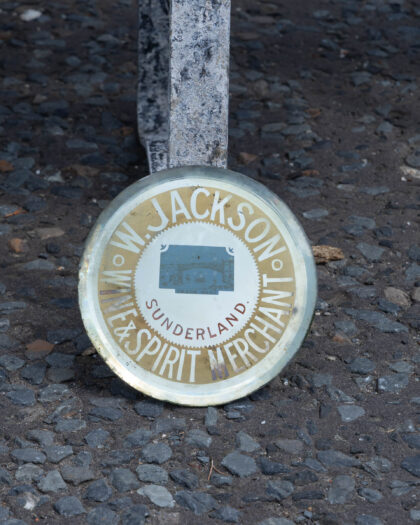 W. JACKSON
WINE & SPIRIT MERCHANT
SUNDERLAND.